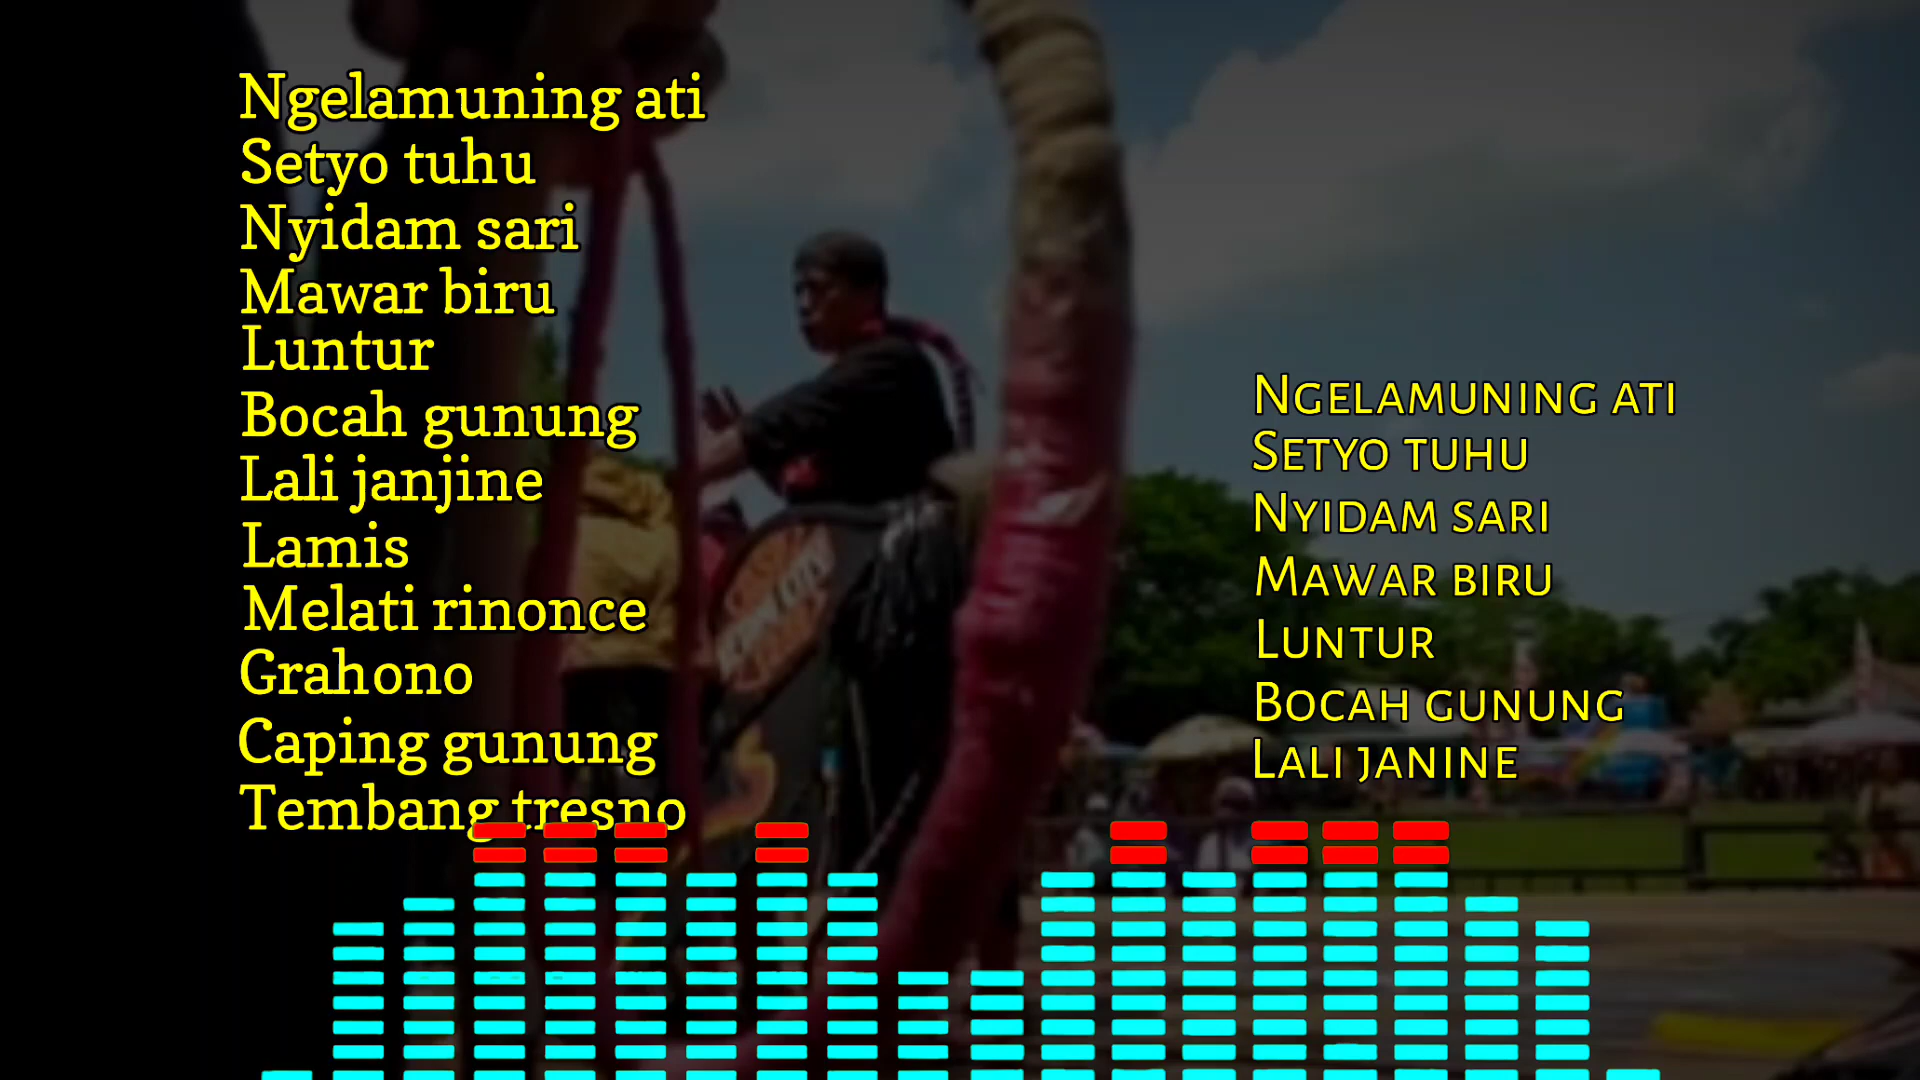 Ngelamuning ati
Setyo tuhu
Nyidam sari
Mawar biru
Luntur
Bocah gunung
Lali janjine
Lamis
Melati rinonce
Grahono
Caping gunung
Tembang tresno
Ngelamuning ati
Setyo tuhu
Nyidam sari
Mawar biru
Luntur
Bocah gunung
Lali janine